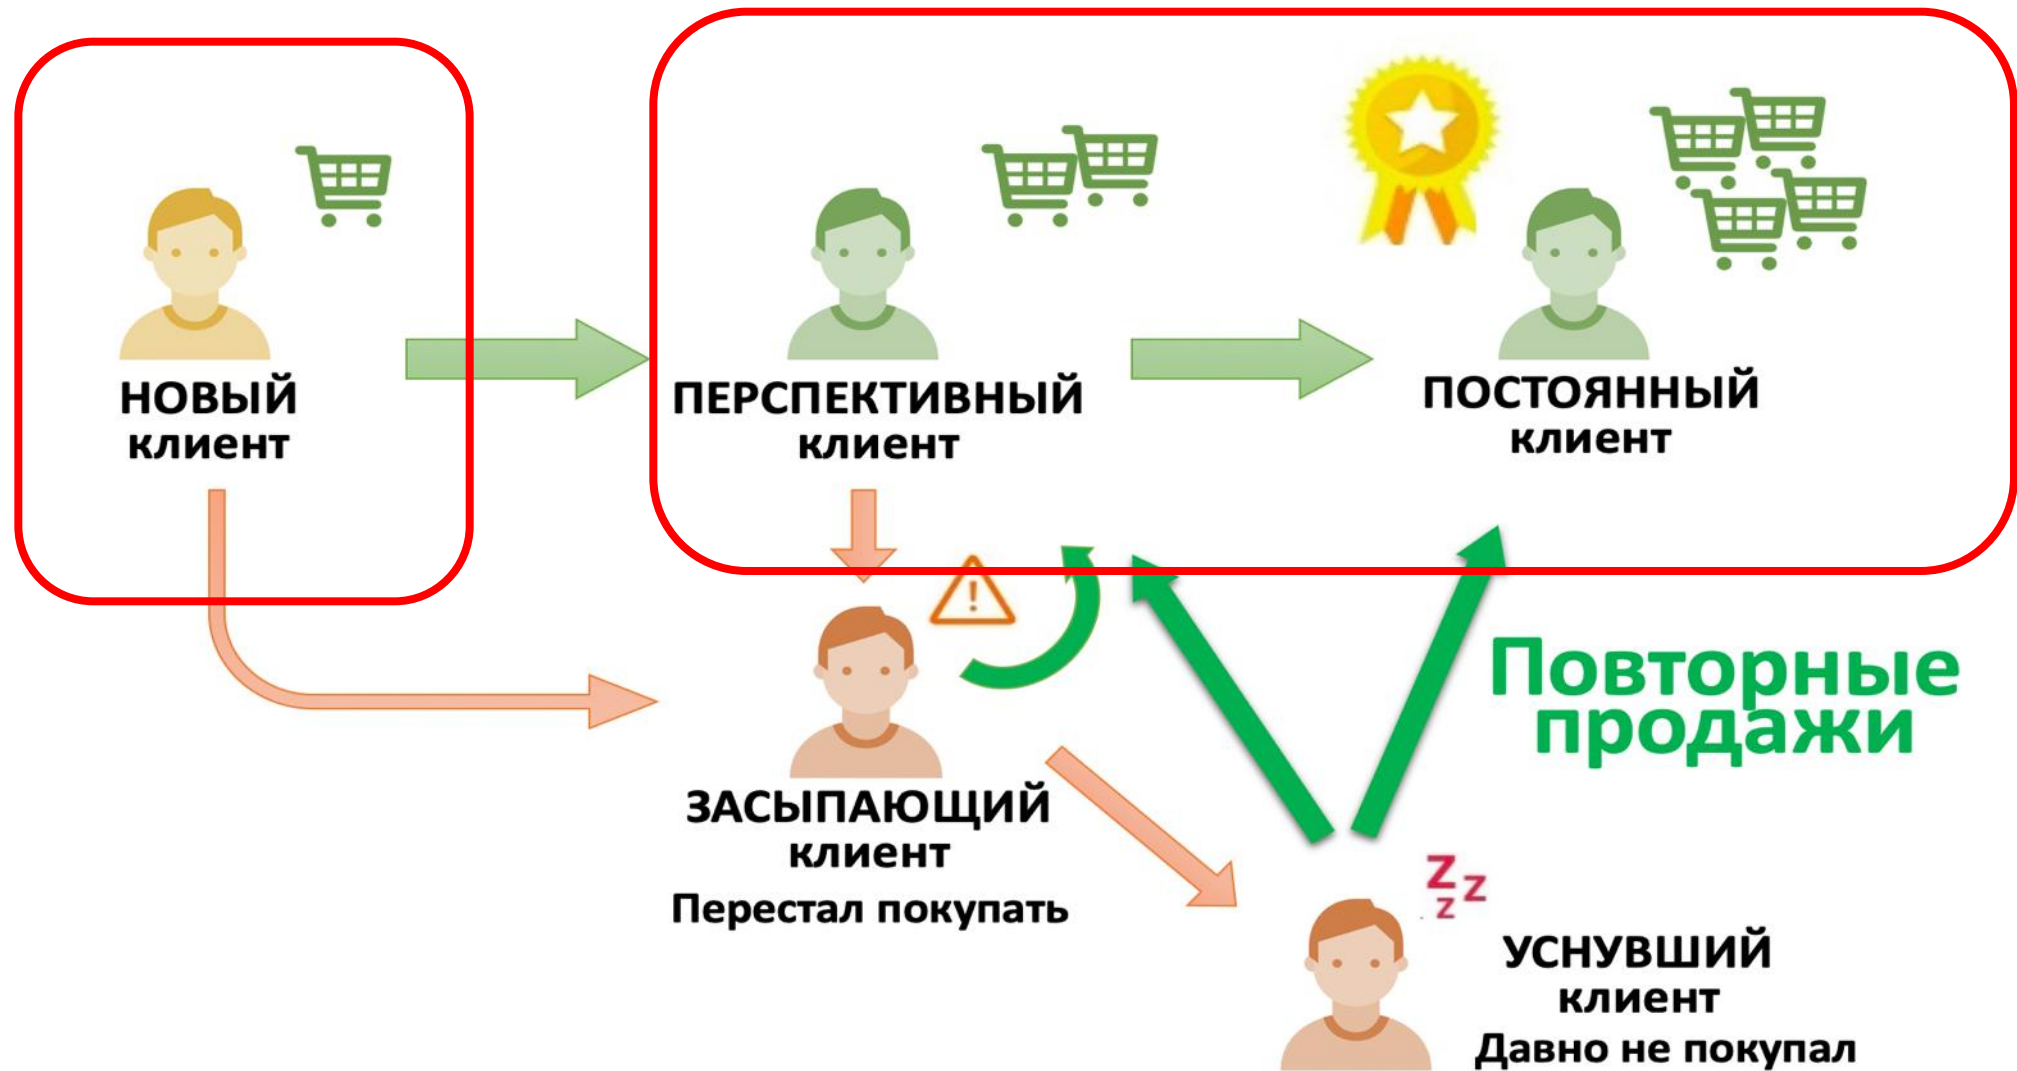 НОВЫЙ
клиент
ПЕРСПЕКТИВНЫЙ
клиент
ПОСТОЯННЫЙ
клиент
!
ЗАСЫПАЮЩИЙ
клиент
Перестал покупать
Повторные
продажи
Z Z
Z
УСНУВШИЙ
клиент
Давно не покупал